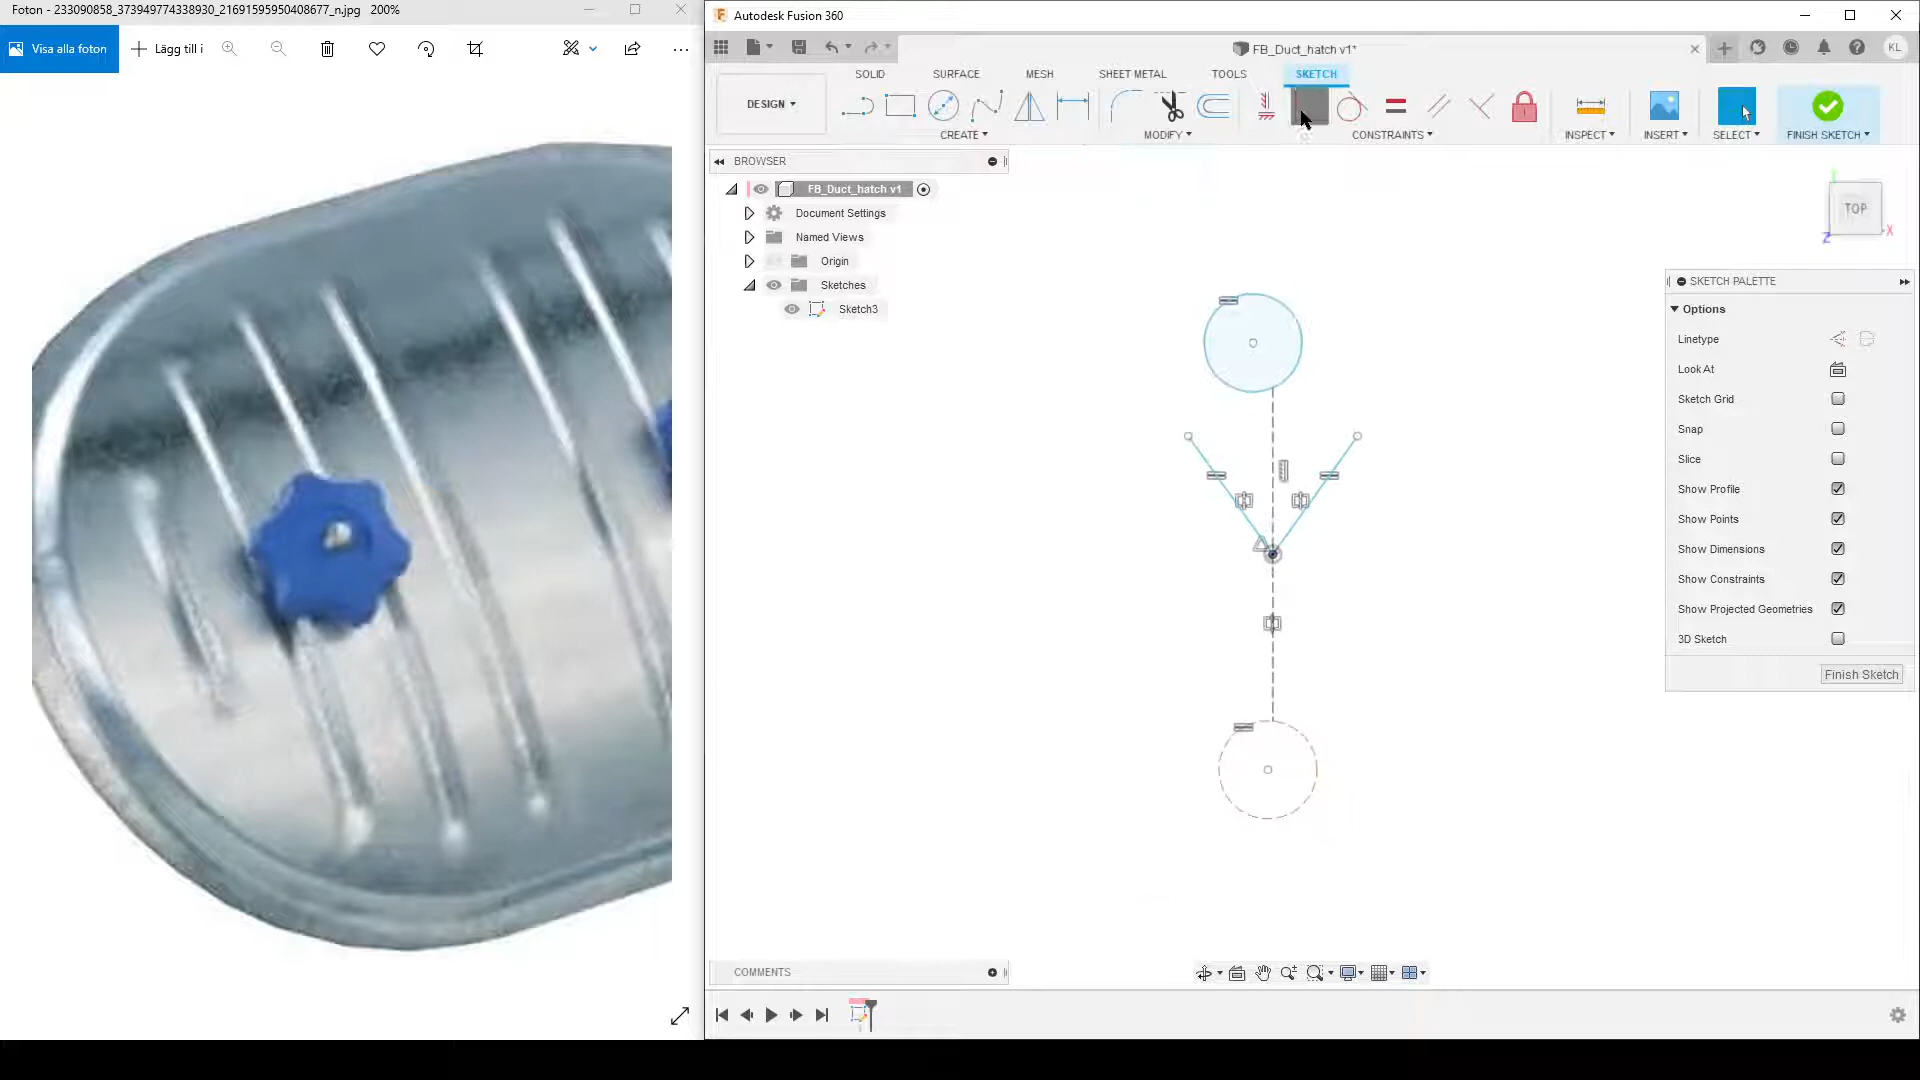 Foton - 233090858_373949774338930_21691595950408677_n.jpg 200%
Visa alla foton
Lägg till i
Autodesk Fusion 360
FB_Duct_hatch v1*
KL
SOLID SURFACE MESH SHEET METAL TOOLS SKETCH
DESIGN
CREATE
MODIFY
CONSTRAINTS
INSPECT
INSERT
SELECT
FINISH SKETCH
BROWSER
FB_Duct_hatch v1
Document Settings
Named Views
Origin
Sketches
Sketch3
TOP
Z
X
SKETCH PALETTE
Options
Linetype
Look At
Sketch Grid
Snap
Slice
Show Profile
Show Points
Show Dimensions
Show Constraints
Show Projected Geometries
3D Sketch
Finish Sketch
COMMENTS